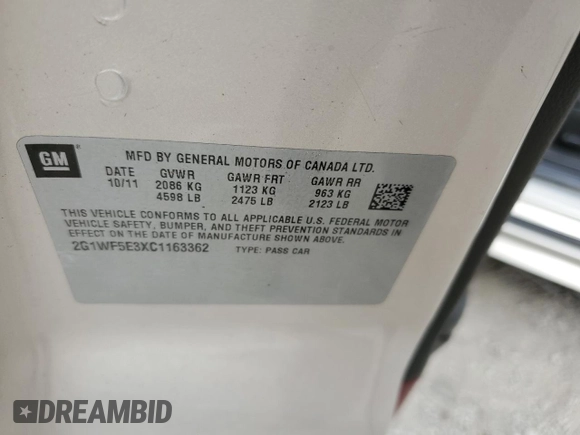 GM
MFD BY GENERAL MOTORS OF CANADA LTD.
DATE GVWR GAWR FRT GAWR RR
10/11 2086 KG 1123 KG 963 KG
4598 LB 2475 LB 2123 LB
THIS VEHICLE CONFORMS TO ALL APPLICABLE U.S. FEDERAL MOTOR
VEHICLE SAFETY, BUMPER, AND THEFT PREVENTION STANDARDS IN
EFFECT ON THE DATE OF MANUFACTURE SHOWN ABOVE.
2G1WF5E3XC1163362 TYPE: PASS CAR
DREAMBID